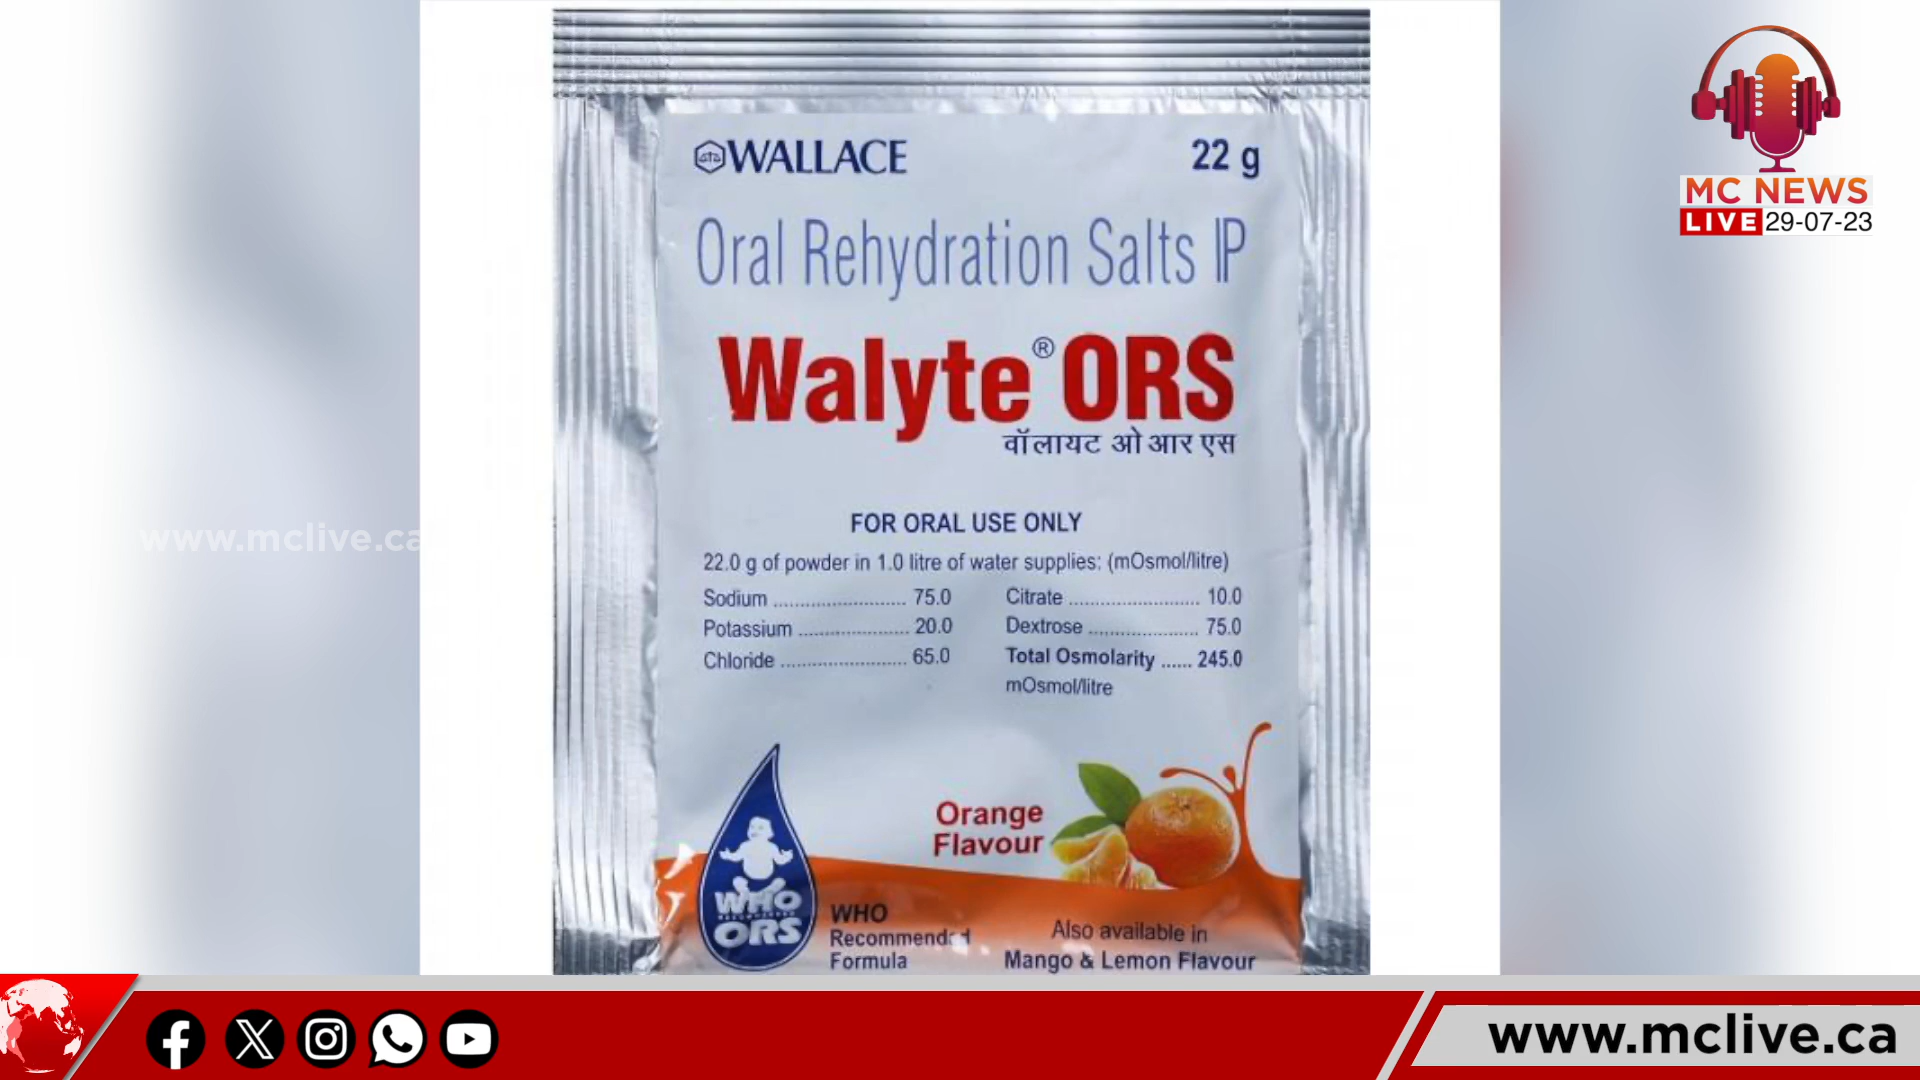 WALLACE
22 g
Oral Rehydration Salts IP
Walyte® ORS
वॉलायट ओ आर एस
FOR ORAL USE ONLY
22.0 g of powder in 1.0 litre of water supplies: (mOsmol/litre)
Sodium ........................ 75.0
Potassium .................... 20.0
Chloride ....................... 65.0
Citrate ........................ 10.0
Dextrose .................... 75.0
Total Osmolarity ...... 245.0
mOsmol/litre
Orange
Flavour
WHO
ORS
WHO
Recommended
Formula
Also available in
Mango & Lemon Flavour
MC NEWS
LIVE 29-07-23
www.mclive.ca
www.mclive.ca